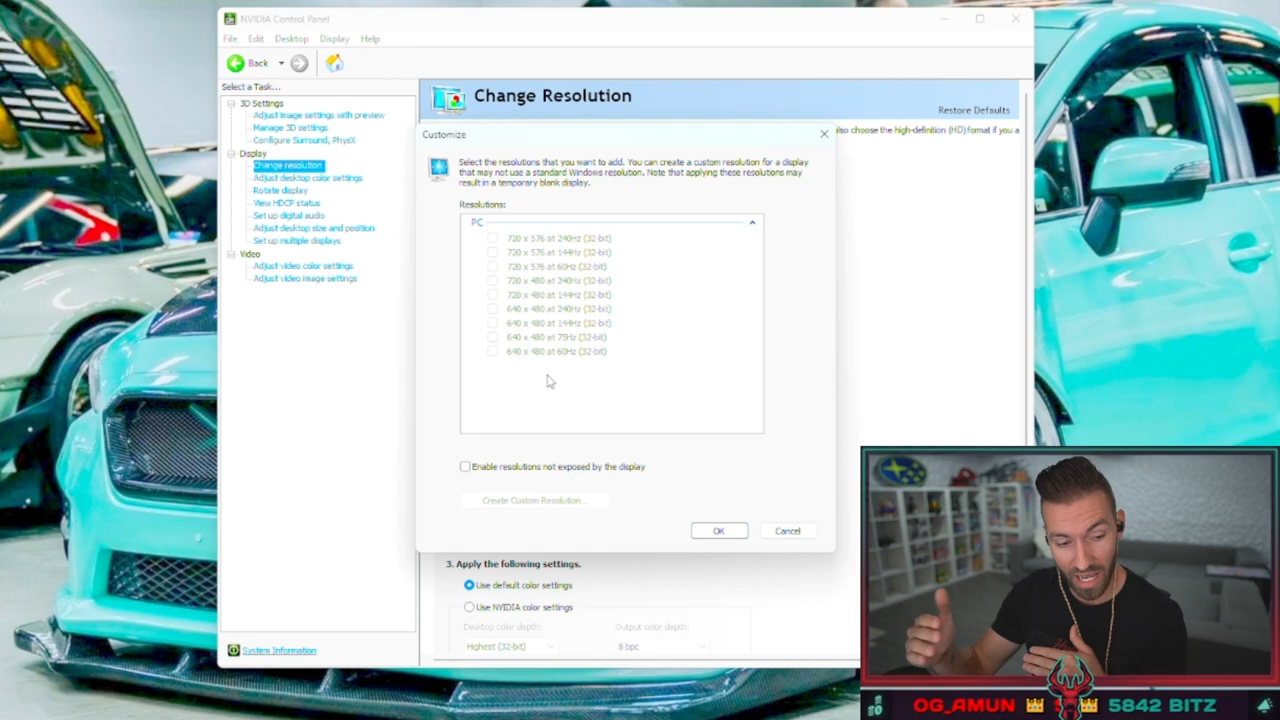 NVIDIA Control Panel
File Edit Desktop Display Help
Back
Select a Task...
3D Settings
Adjust image settings with preview
Manage 3D settings
Configure Surround, PhysX
Display
Change resolution
Adjust desktop color settings
Rotate display
View HDCP status
Set up digital audio
Adjust desktop size and position
Set up multiple displays
Video
Adjust video color settings
Adjust video image settings
System Information
Change Resolution
Restore Defaults
also choose the high-definition (HD) format if you a
Customize
Select the resolutions that you want to add. You can create a custom resolution for a display
that may not use a standard Windows resolution. Note that applying these resolutions may
result in a temporary blank display.
Resolutions:
PC
720 x 576 at 240Hz (32-bit)
720 x 576 at 144Hz (32-bit)
720 x 576 at 60Hz (32-bit)
720 x 480 at 240Hz (32-bit)
720 x 480 at 144Hz (32-bit)
640 x 480 at 240Hz (32-bit)
640 x 480 at 144Hz (32-bit)
640 x 480 at 75Hz (32-bit)
640 x 480 at 60Hz (32-bit)
Enable resolutions not exposed by the display
Create Custom Resolution...
OK Cancel
3. Apply the following settings.
Use default color settings
Use NVIDIA color settings
Desktop color depth: Output color depth:
Highest (32-bit) 8 bpc
OG_AMUN 5842 BITZ